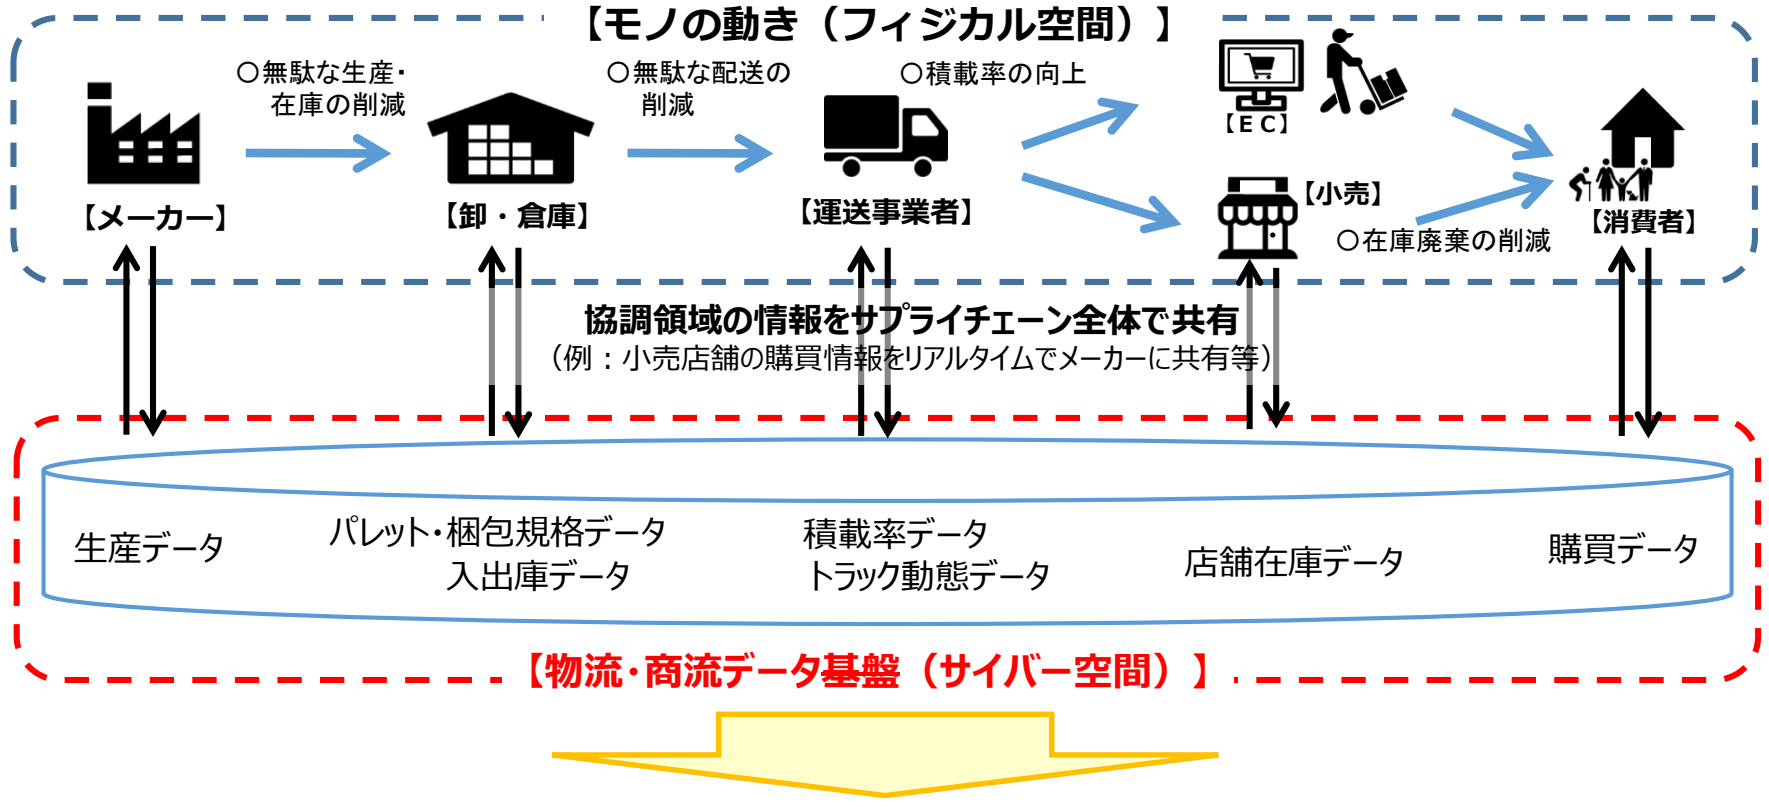 【モノの動き（フィジカル空間）】
〇無駄な生産・
在庫の削減
〇無駄な配送の
削減
〇積載率の向上
【EC】
【メーカー】
【卸・倉庫】
【運送事業者】
【小売】
〇在庫廃棄の削減
【消費者】
協調領域の情報をサプライチェーン全体で共有
（例：小売店舗の購買情報をリアルタイムでメーカーに共有等）
生産データ
パレット・梱包規格データ
入出庫データ
積載率データ
トラック動態データ
店舗在庫データ
購買データ
【物流・商流データ基盤（サイバー空間）】